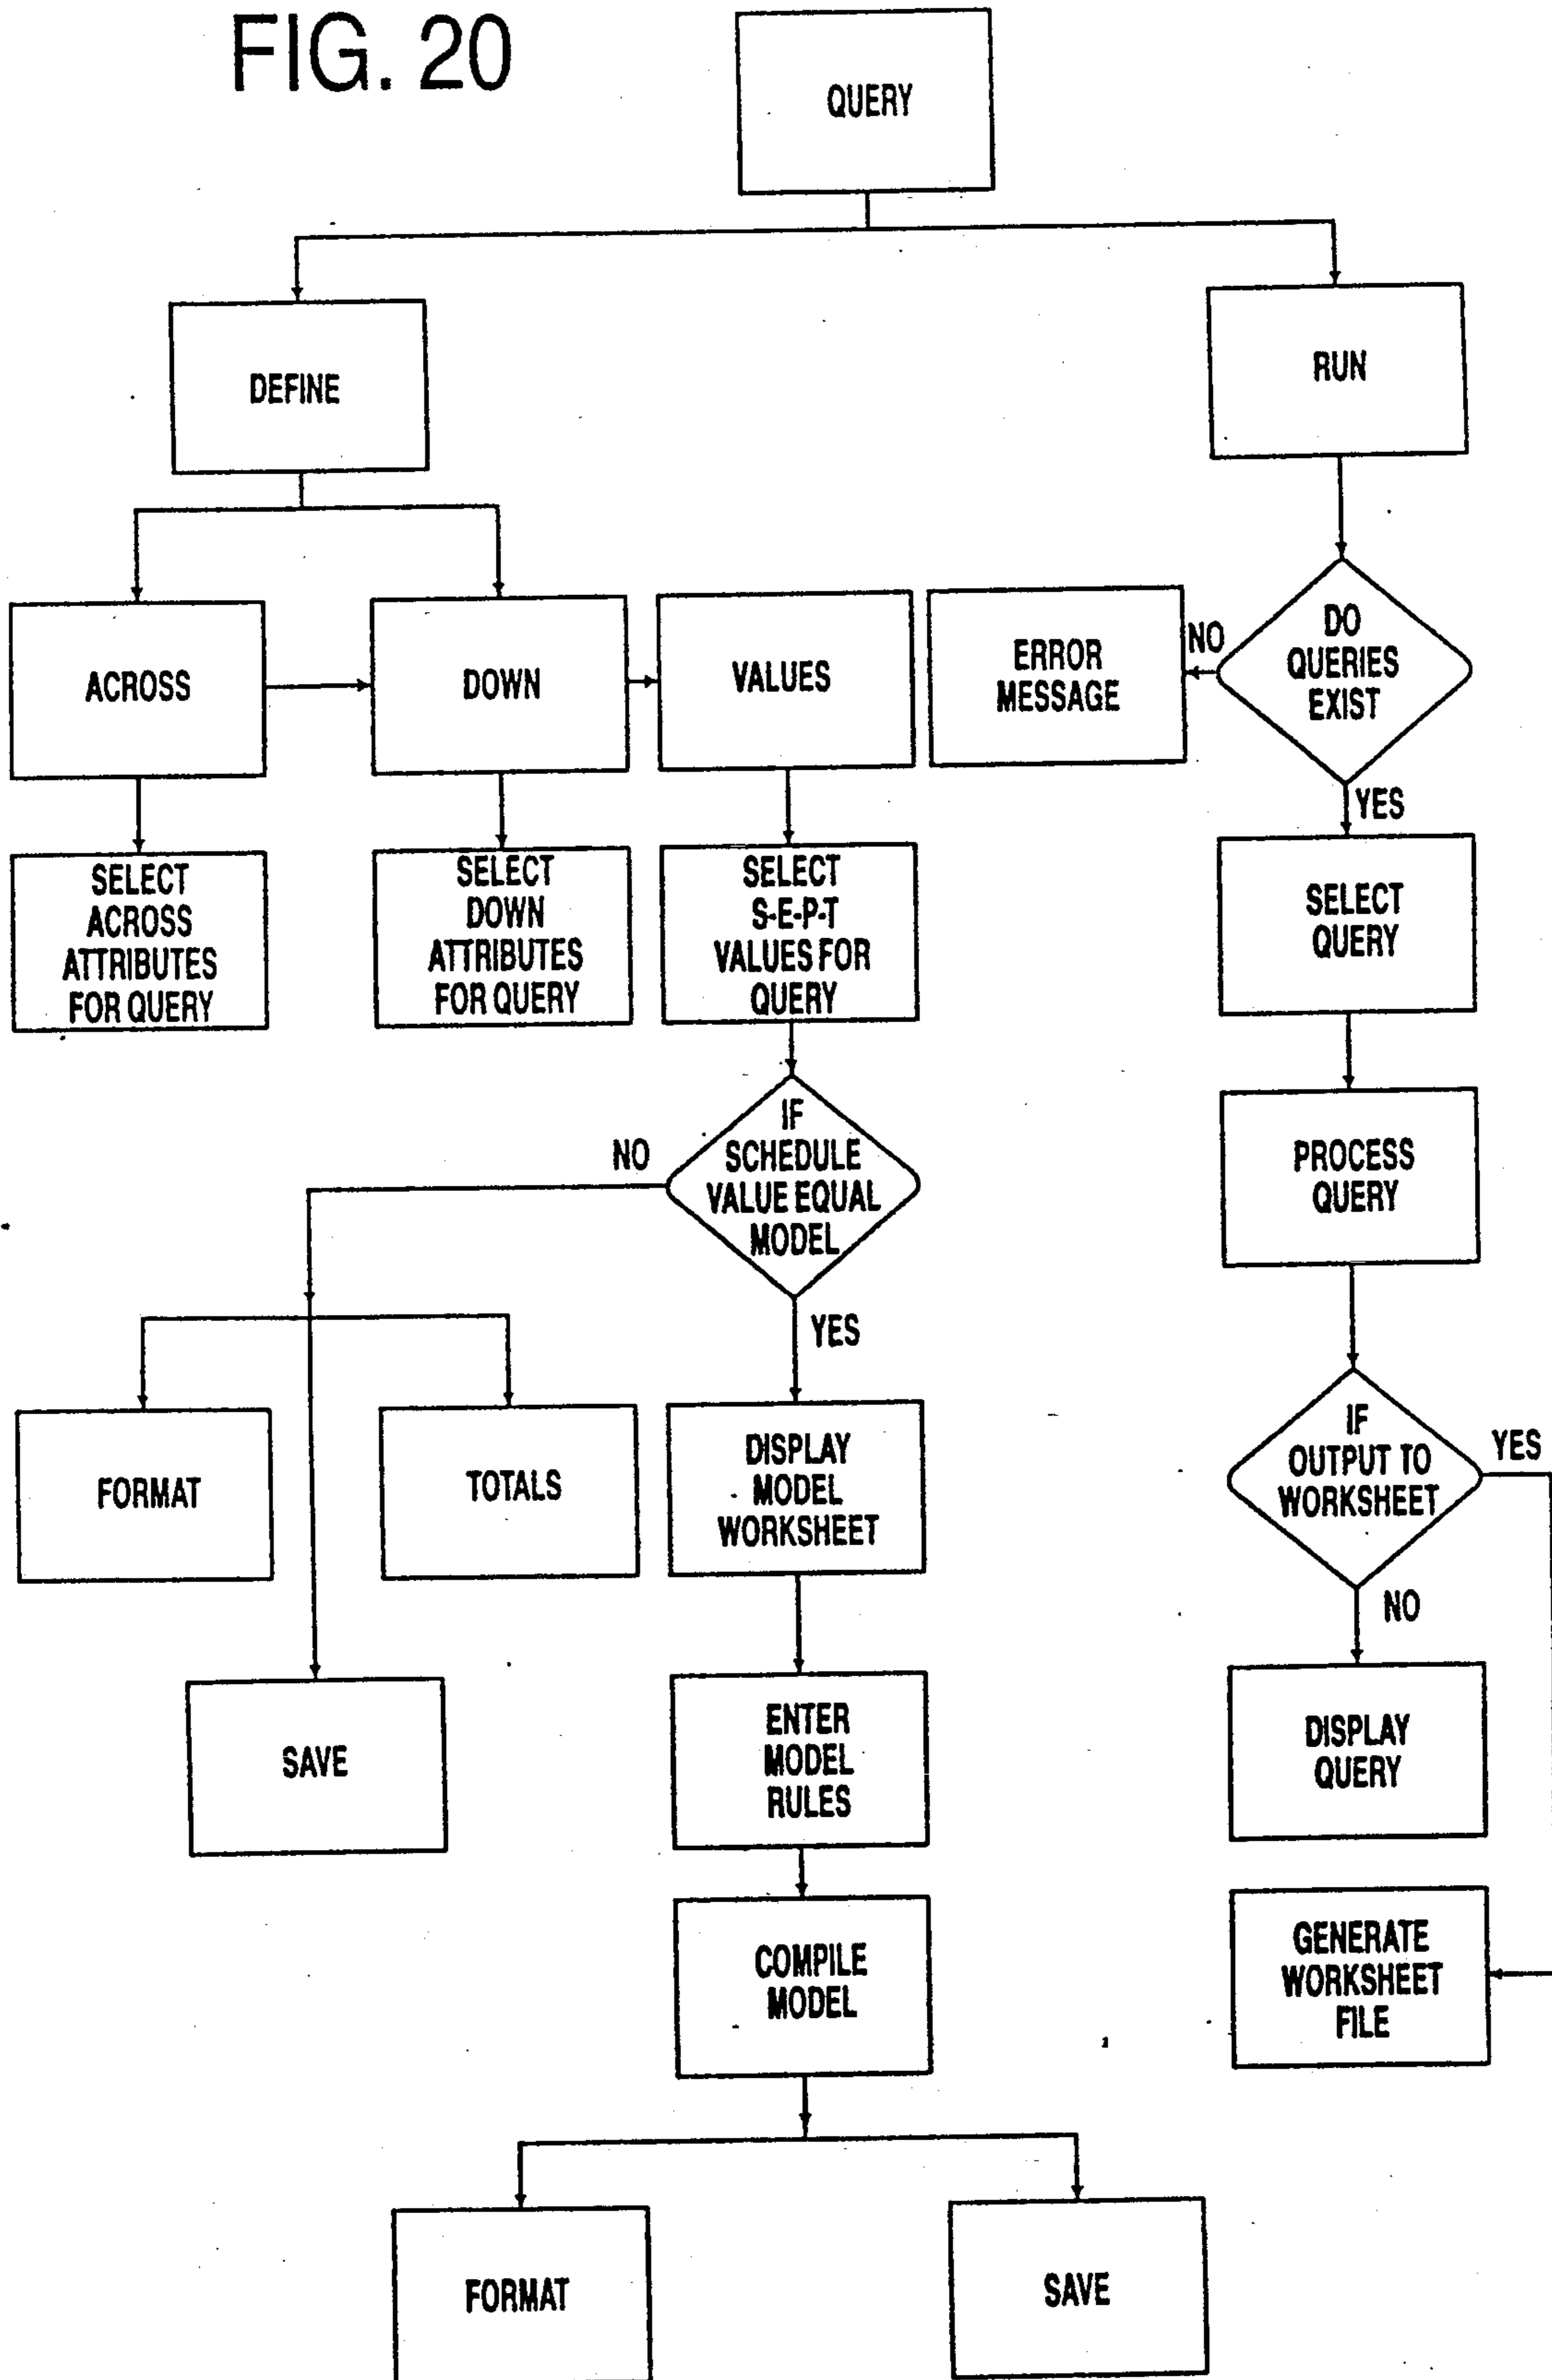 FIG. 20
QUERY
DEFINE
RUN
ACROSS
DOWN
VALUES
ERROR
MESSAGE
NO
DO
QUERIES
EXIST
YES
SELECT
ACROSS
ATTRIBUTES
FOR QUERY
SELECT
DOWN
ATTRIBUTES
FOR QUERY
SELECT
S-E-P-T
VALUES FOR
QUERY
SELECT
QUERY
NO
IF
SCHEDULE
VALUE EQUAL
MODEL
YES
PROCESS
QUERY
FORMAT
TOTALS
DISPLAY
MODEL
WORKSHEET
IF
OUTPUT TO
WORKSHEET
YES
NO
SAVE
ENTER
MODEL
RULES
DISPLAY
QUERY
COMPILE
MODEL
GENERATE
WORKSHEET
FILE
FORMAT
SAVE